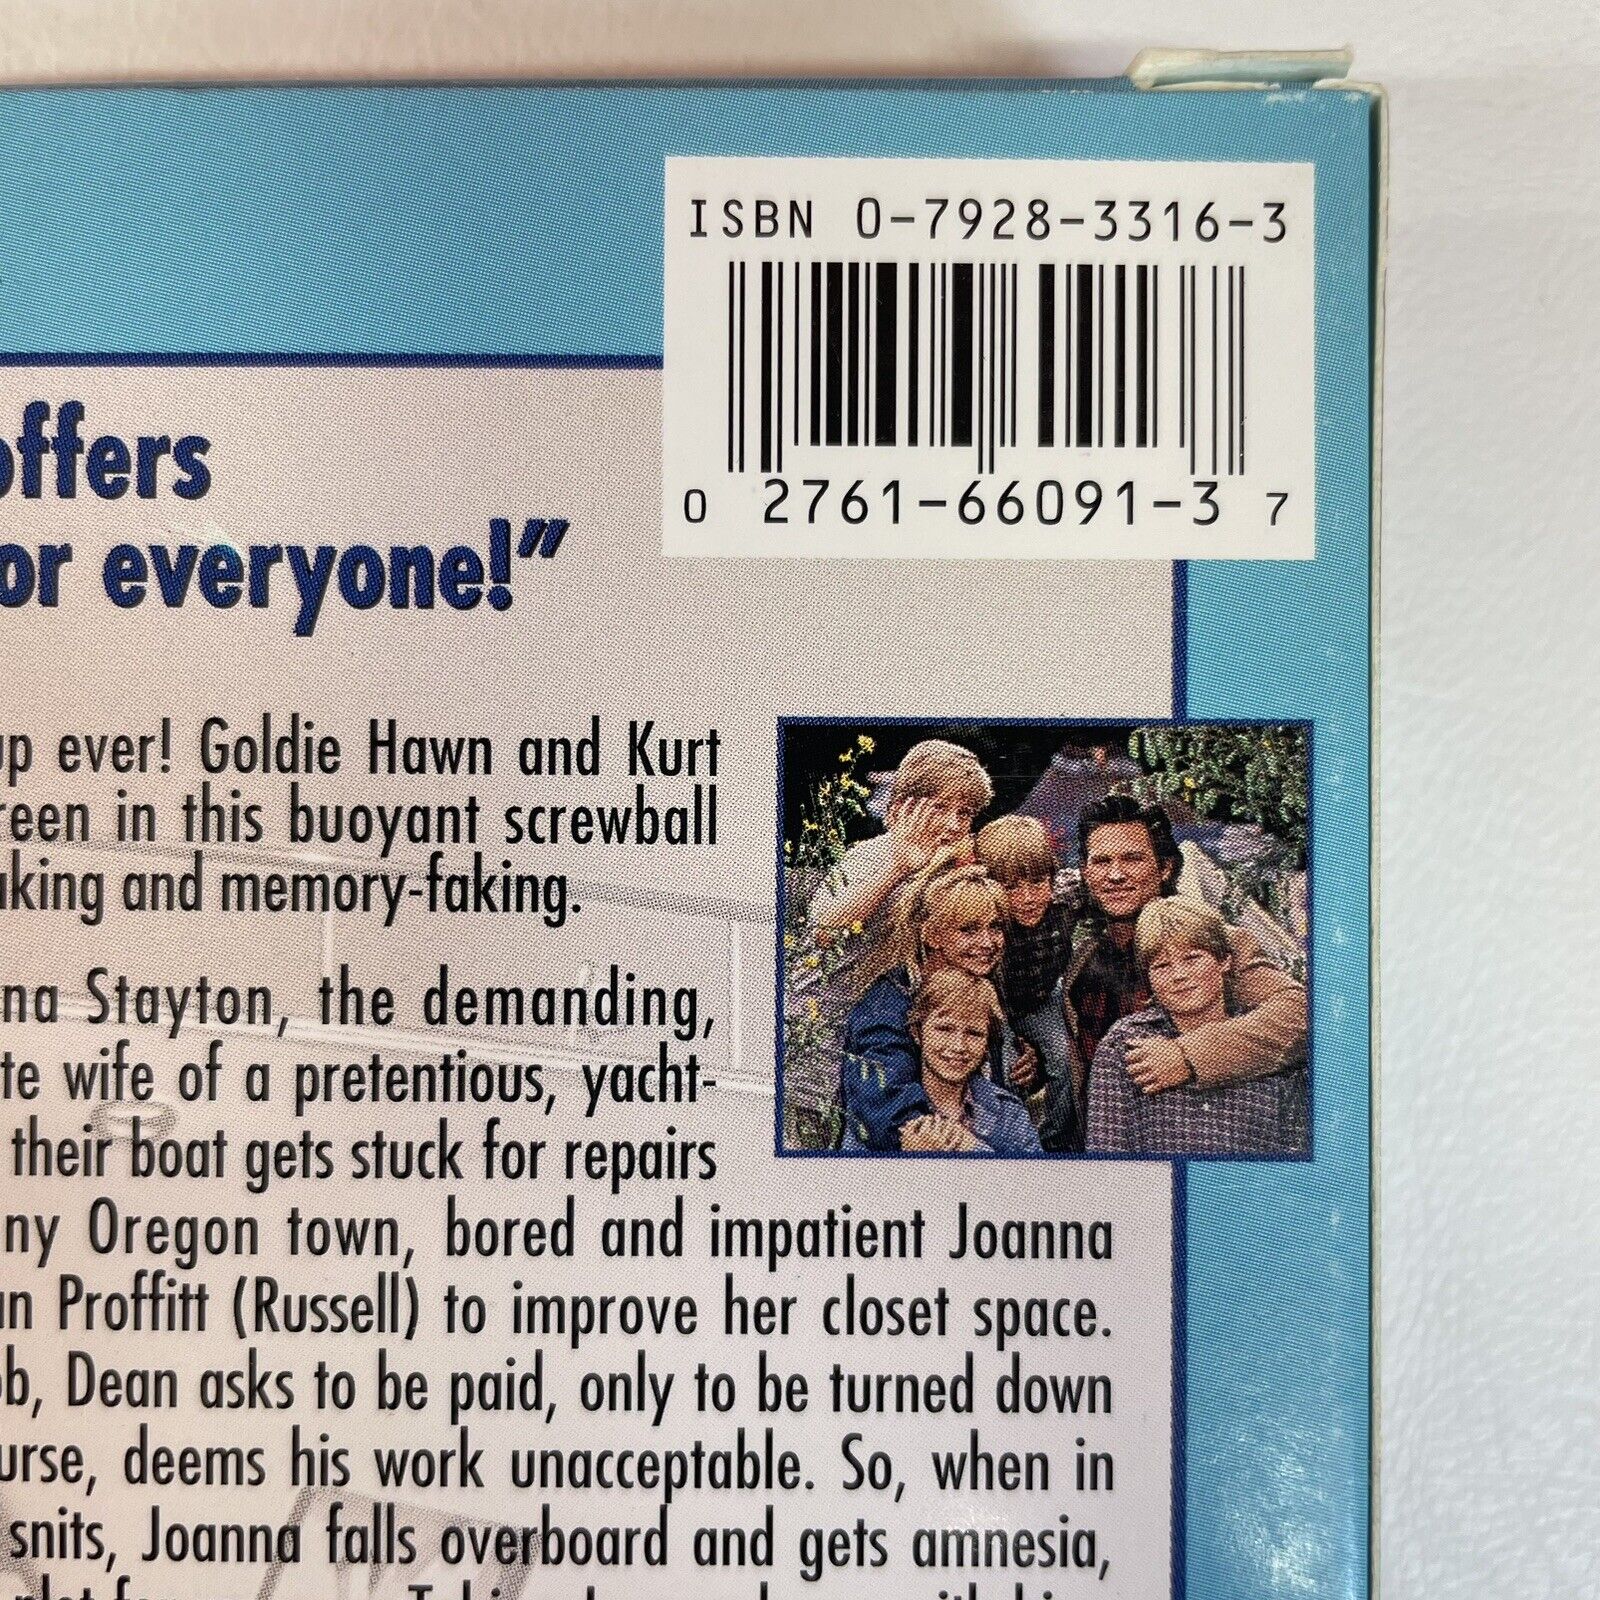 ISBN 0-7928-3316-3
0 2761-66091-3 7
offers
or everyone!”
up ever! Goldie Hawn and Kurt
reen in this buoyant screwball
aking and memory-faking.
na Stayton, the demanding,
te wife of a pretentious, yacht-
their boat gets stuck for repairs
ny Oregon town, bored and impatient Joanna
an Proffitt (Russell) to improve her closet space.
ob, Dean asks to be paid, only to be turned down
urse, deems his work unacceptable. So, when in
snits, Joanna falls overboard and gets amnesia,